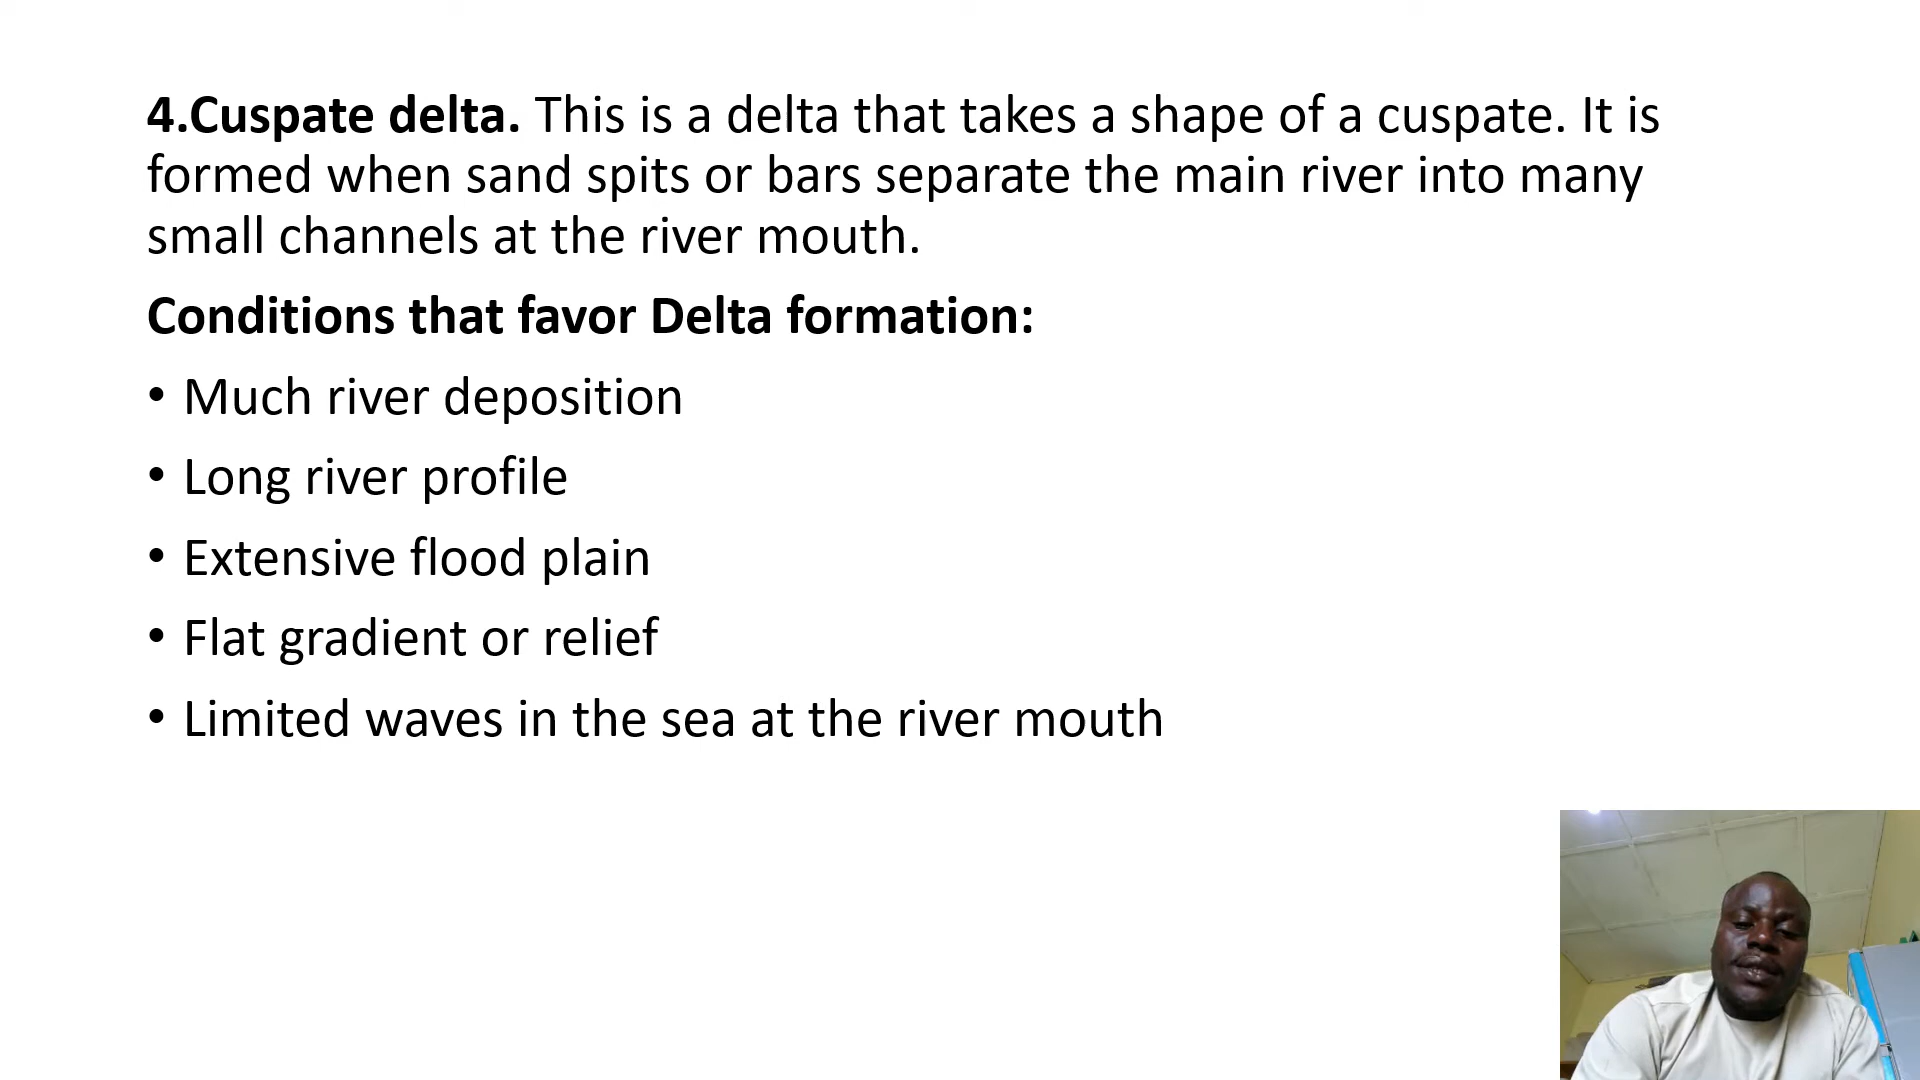 4.Cuspate delta. This is a delta that takes a shape of a cuspate. It is
formed when sand spits or bars separate the main river into many
small channels at the river mouth.
Conditions that favor Delta formation:
• Much river deposition
• Long river profile
• Extensive flood plain
• Flat gradient or relief
• Limited waves in the sea at the river mouth